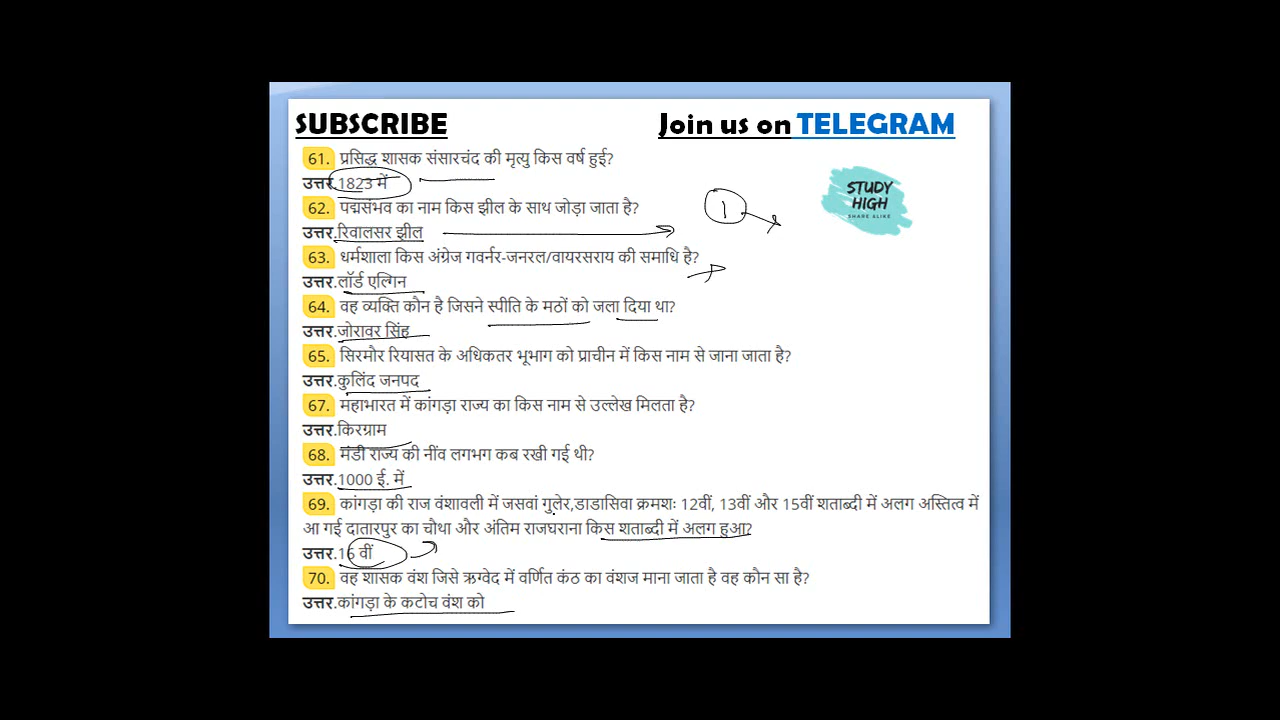 SUBSCRIBE
Join us on TELEGRAM
61. प्रसिद्ध शासक संसारचंद की मृत्यु किस वर्ष हुई?
उत्तर.1823 में
62. पद्मसंभव का नाम किस झील के साथ जोड़ा जाता है?
1
उत्तर.रिवालसर झील
STUDY
HIGH
SHARE ALIKE
63. धर्मशाला किस अंग्रेज गवर्नर-जनरल/वायसराय की समाधि है?
उत्तर.लॉर्ड एल्गिन
64. वह व्यक्ति कौन है जिसने स्पीति के मठों को जला दिया था?
उत्तर.जोरावर सिंह
65. सिरमौर रियासत के अधिकतर भूभाग को प्राचीन में किस नाम से जाना जाता है?
उत्तर.कुलिंद जनपद
67. महाभारत में कांगड़ा राज्य का किस नाम से उल्लेख मिलता है?
उत्तर.किरग्राम
68. मंडी राज्य की नींव लगभग कब रखी गई थी?
उत्तर.1000 ई. में
69. कांगड़ा की राज वंशावली में जसवां गुलेर,डाडासिवा क्रमशः 12वीं, 13वीं और 15वीं शताब्दी में अलग अस्तित्व में
आ गई दातारपुर का चौथा और अंतिम राजघराना किस शताब्दी में अलग हुआ?
उत्तर.16 वीं
70. वह शासक वंश जिसे ऋग्वेद में वर्णित कंठ का वंशज माना जाता है वह कौन सा है?
उत्तर.कांगड़ा के कटोच वंश को